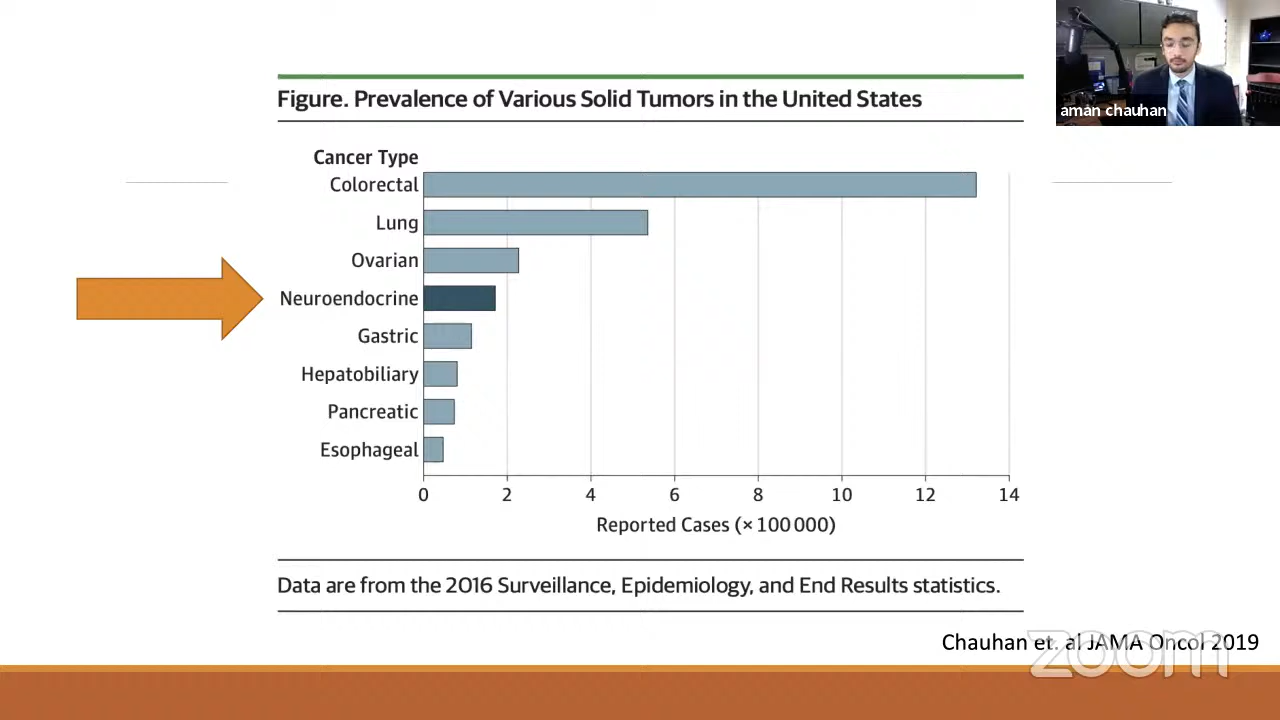 aman chauhan
Figure. Prevalence of Various Solid Tumors in the United States
Cancer Type
Colorectal
Lung
Ovarian
Neuroendocrine
Gastric
Hepatobiliary
Pancreatic
Esophageal
0 2 4 6 8 10 12 14
Reported Cases (× 100 000)
Data are from the 2016 Surveillance, Epidemiology, and End Results statistics.
Chauhan et. al JAMA Oncol 2019
zoom